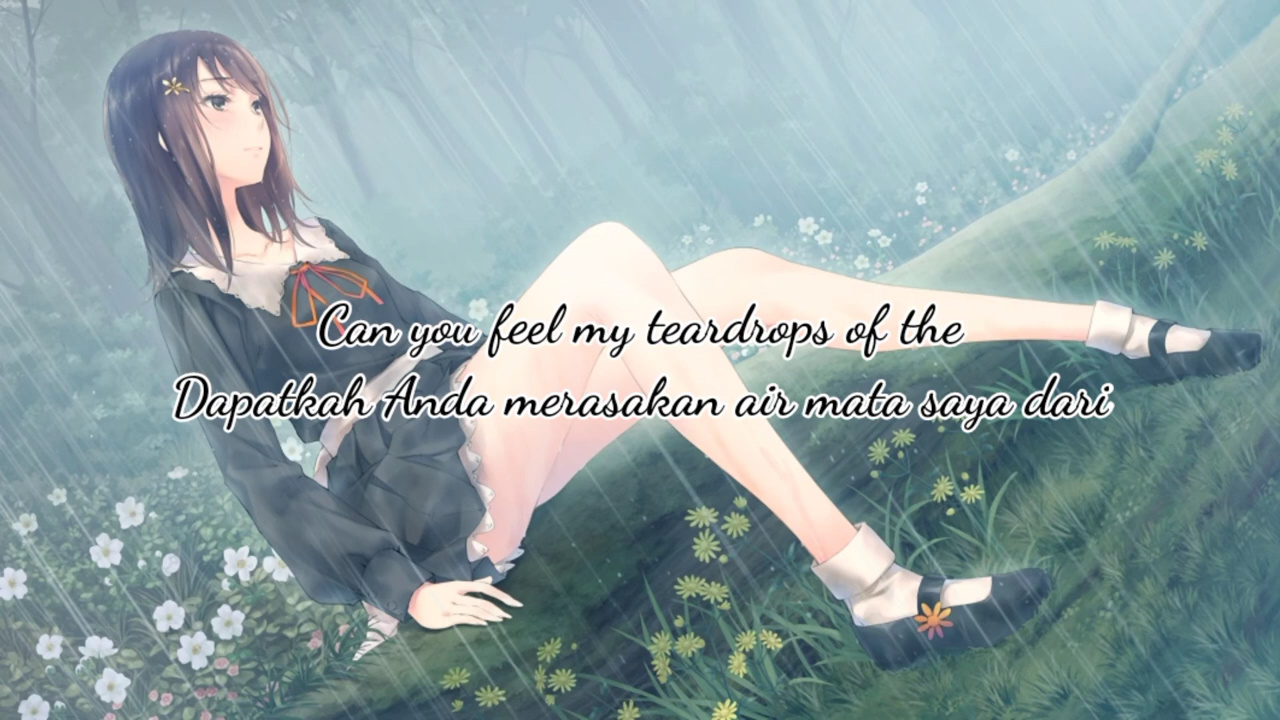 Can you feel my teardrops of the
Dapatkah Anda merasakan air mata saya dari